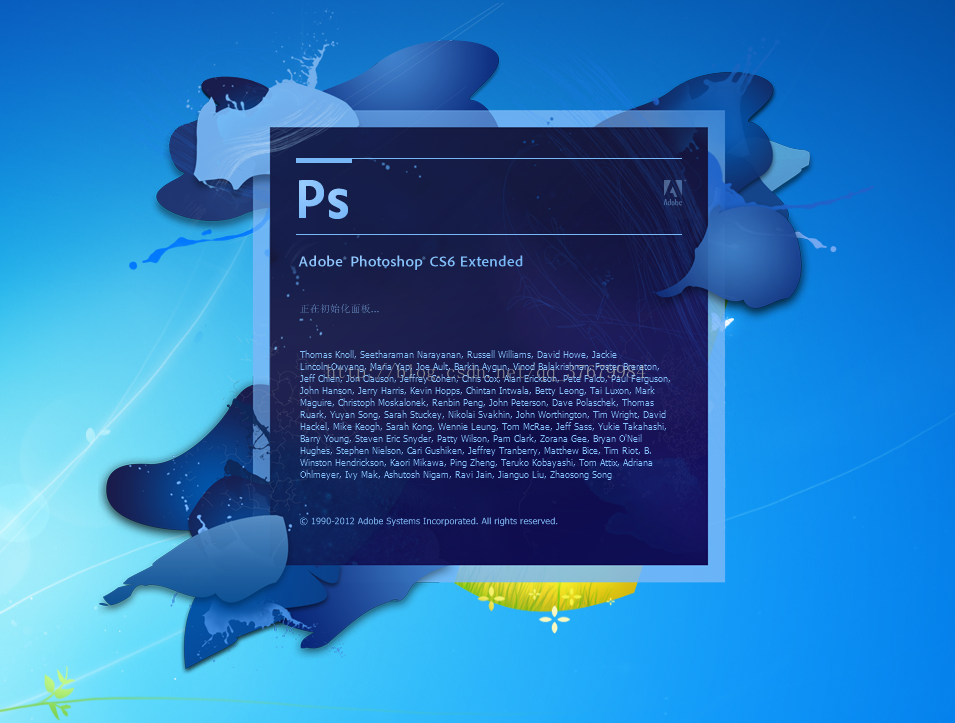 Ps
Adobe
Adobe® Photoshop® CS6 Extended
正在初始化面板...
Thomas Knoll, Seetharaman Narayanan, Russell Williams, David Howe, Jackie
Lincoln-Owyang, Maria Yap, Joe Ault, Barkin Aygun, Vinod Balakrishnan, Foster Brereton,
Jeff Chien, Jon Clauson, Jeffrey Cohen, Chris Cox, Alan Erickson, Pete Falco, Paul Ferguson,
John Hanson, Jerry Harris, Kevin Hopps, Chintan Intwala, Betty Leong, Tai Luxon, Mark
Maguire, Christoph Moskalonek, Renbin Peng, John Peterson, Dave Polaschek, Thomas
Ruark, Yuyan Song, Sarah Stuckey, Nikolai Svakhin, John Worthington, Tim Wright, David
Hackel, Mike Keogh, Sarah Kong, Wennie Leung, Tom McRae, Jeff Sass, Yukie Takahashi,
Barry Young, Steven Eric Snyder, Patty Wilson, Pam Clark, Zorana Gee, Bryan O'Neil
Hughes, Stephen Nielson, Cari Gushiken, Jeffrey Tranberry, Matthew Bice, Tim Riot, B.
Winston Hendrickson, Kaori Mikawa, Ping Zheng, Teruko Kobayashi, Tom Attix, Adriana
Ohlmeyer, Ivy Mak, Ashutosh Nigam, Ravi Jain, Jianguo Liu, Zhaosong Song
© 1990-2012 Adobe Systems Incorporated. All rights reserved.